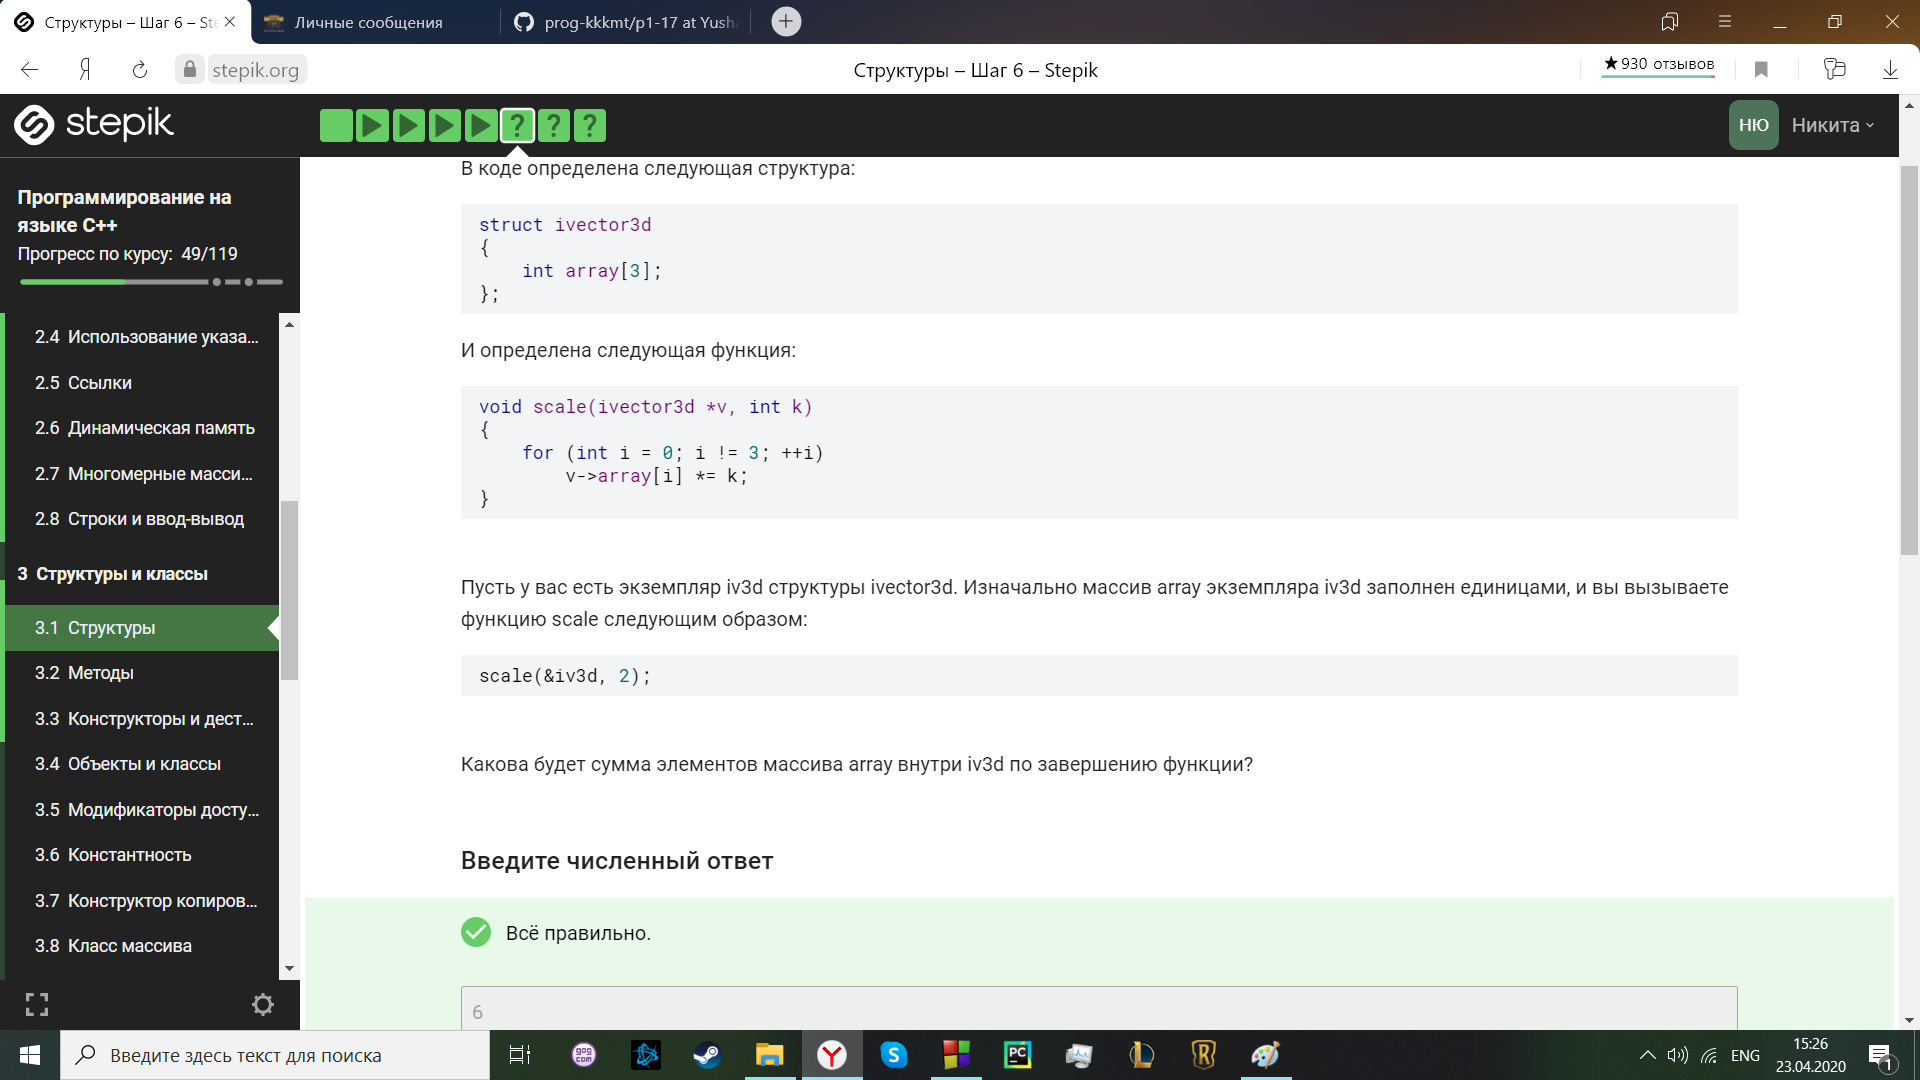 Структуры – Шаг 6 – Ste
Личные сообщения
prog-kkkmt/p1-17 at Yush
stepik.org
Структуры – Шаг 6 – Stepik
★930 отзывов
stepik
? ? ?
НЮ
Никита
Программирование на
языке C++
Прогресс по курсу: 49/119
2.4 Использование указа...
2.5 Ссылки
2.6 Динамическая память
2.7 Многомерные масси...
2.8 Строки и ввод-вывод
3 Структуры и классы
3.1 Структуры
3.2 Методы
3.3 Конструкторы и дест...
3.4 Объекты и классы
3.5 Модификаторы досту...
3.6 Константность
3.7 Конструктор копиров...
3.8 Класс массива
В коде определена следующая структура:
struct ivector3d
{
int array[3];
};
И определена следующая функция:
void scale(ivector3d *v, int k)
{
for (int i = 0; i != 3; ++i)
v->array[i] *= k;
}
Пусть у вас есть экземпляр iv3d структуры ivector3d. Изначально массив array экземпляра iv3d заполнен единицами, и вы вызываете
функцию scale следующим образом:
scale(&iv3d, 2);
Какова будет сумма элементов массива array внутри iv3d по завершению функции?
Введите численный ответ
Всё правильно.
6
Введите здесь текст для поиска
GOG
COM
PC
ENG
15:26
23.04.2020
1